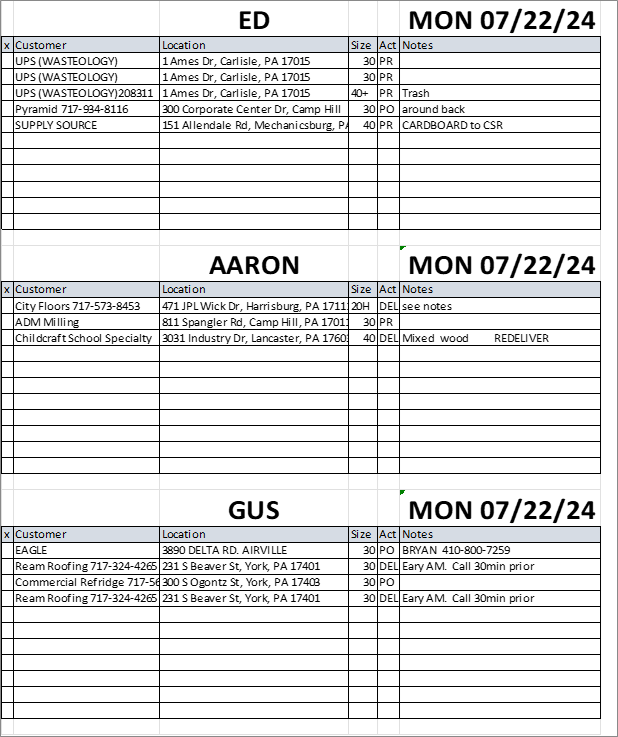 ED MON 07/22/24
x Customer Location Size Act Notes
UPS (WASTEOLOGY) 1 Ames Dr, Carlisle, PA 17015 30 PR
UPS (WASTEOLOGY) 1 Ames Dr, Carlisle, PA 17015 30 PR
UPS (WASTEOLOGY)208311 1 Ames Dr, Carlisle, PA 17015 40+ PR Trash
Pyramid 717-934-8116 300 Corporate Center Dr, Camp Hill 30 PO around back
SUPPLY SOURCE 151 Allendale Rd, Mechanicsburg, PA 40 PR CARDBOARD to CSR
AARON MON 07/22/24
x Customer Location Size Act Notes
City Floors 717-573-8453 471 JPL Wick Dr, Harrisburg, PA 1711 20H DEL see notes
ADM Milling 811 Spangler Rd, Camp Hill, PA 1701 30 PR
Childcraft School Specialty 3031 Industry Dr, Lancaster, PA 1760 40 DEL Mixed wood REDELIVER
GUS MON 07/22/24
x Customer Location Size Act Notes
EAGLE 3890 DELTA RD. AIRVILLE 30 PO BRYAN 410-800-7259
Ream Roofing 717-324-4265 231 S Beaver St, York, PA 17401 30 DEL Eary AM. Call 30min prior
Commercial Refridge 717-56 300 S Ogontz St, York, PA 17403 30 PO
Ream Roofing 717-324-4265 231 S Beaver St, York, PA 17401 30 DEL Eary AM. Call 30min prior